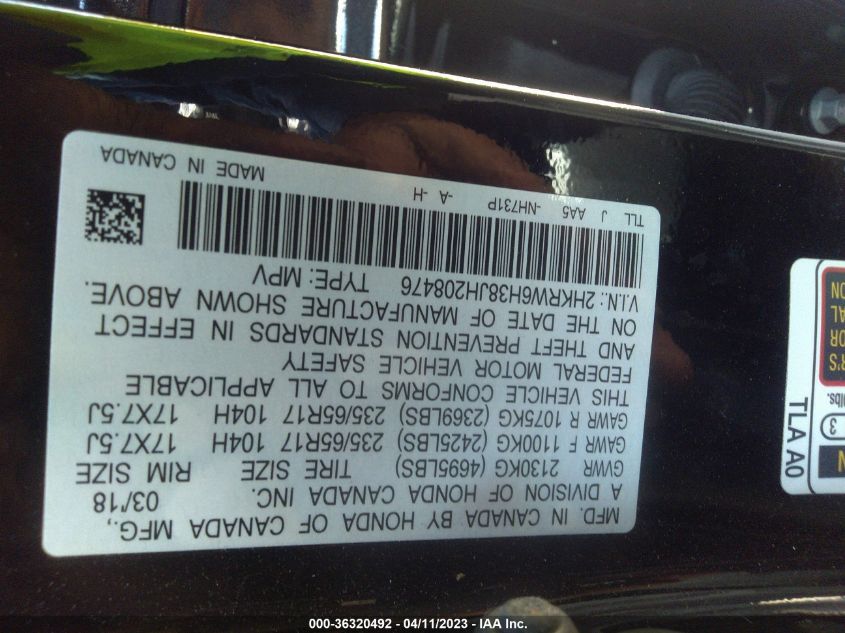 MFD. IN CANADA BY HONDA OF CANADA MFG.,
A DIVISION OF HONDA CANADA INC. 03/18
GVWR 2130KG (4695LBS) TIRE SIZE RIM SIZE
GAWR F 1100KG (2425LBS) 235/65R17 104H 17X7.5J
GAWR R 1075KG (2369LBS) 235/65R17 104H 17X7.5J
THIS VEHICLE CONFORMS TO ALL APPLICABLE
FEDERAL MOTOR VEHICLE SAFETY
AND THEFT PREVENTION STANDARDS IN EFFECT
ON THE DATE OF MANUFACTURE SHOWN ABOVE.
V.I.N.: 2HKRW6H38JH208476 TYPE: MPV
TLL J AA5 -NH731P -A -H MADE IN CANADA
TLA A0
lbs.
3
000-36320492 - 04/11/2023 - IAA Inc.